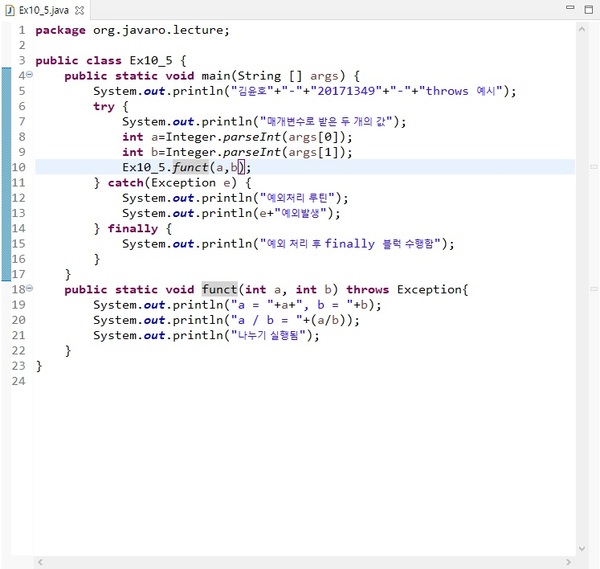 Ex10_5.java
1 package org.javaro.lecture;
2
3 public class Ex10_5 {
4 public static void main(String [] args) {
5 System.out.println("김윤호"+"-"+"20171349"+"-"+"throws 예시");
6 try {
7 System.out.println("매개변수로 받은 두 개의 값");
8 int a=Integer.parseInt(args[0]);
9 int b=Integer.parseInt(args[1]);
10 Ex10_5.funct(a,b);
11 } catch(Exception e) {
12 System.out.println("예외처리 루틴");
13 System.out.println(e+"예외발생");
14 } finally {
15 System.out.println("예외 처리 후 finally 블럭 수행함");
16 }
17 }
18 public static void funct(int a, int b) throws Exception{
19 System.out.println("a = "+a+", b = "+b);
20 System.out.println("a / b = "+(a/b));
21 System.out.println("나누기 실행됨");
22 }
23 }
24